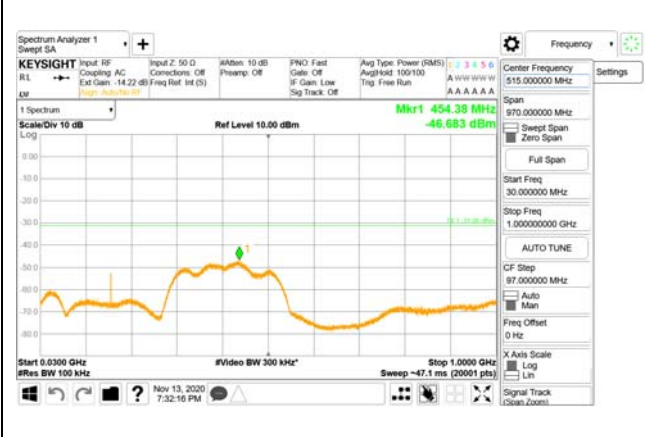 Spectrum Analyzer 1
Swept SA
Frequency
KEYSIGHT
RL
Input: RF
Coupling: AC
Ext Gain: -14.22 dB
Align: Auto/No RF
Input Z: 50 Ω
Corrections: Off
Freq Ref: Int (S)
#Atten: 10 dB
Preamp: Off
PNO: Fast
Gate: Off
IF Gain: Low
Sig Track: Off
Avg Type: Power (RMS)
Avg|Hold: 100/100
Trig: Free Run
1 2 3 4 5 6
A W W W W W
A A A A A A
1 Spectrum
Mkr1 454.38 MHz
Scale/Div 10 dB
Ref Level 10.00 dBm
-46.683 dBm
Log
0.00
-10.0
-20.0
-30.0
-40.0
1
-50.0
-60.0
-70.0
-80.0
Start 0.0300 GHz
#Video BW 300 kHz*
Stop 1.0000 GHz
#Res BW 100 kHz
Sweep ~47.1 ms (20001 pts)
Nov 13, 2020
7:32:16 PM
Center Frequency
515.000000 MHz
Settings
Span
970.000000 MHz
Swept Span
Zero Span
Full Span
Start Freq
30.000000 MHz
Stop Freq
1.000000000 GHz
AUTO TUNE
CF Step
97.000000 MHz
Auto
Man
Freq Offset
0 Hz
X Axis Scale
Log
Lin
Signal Track
(Span Zoom)